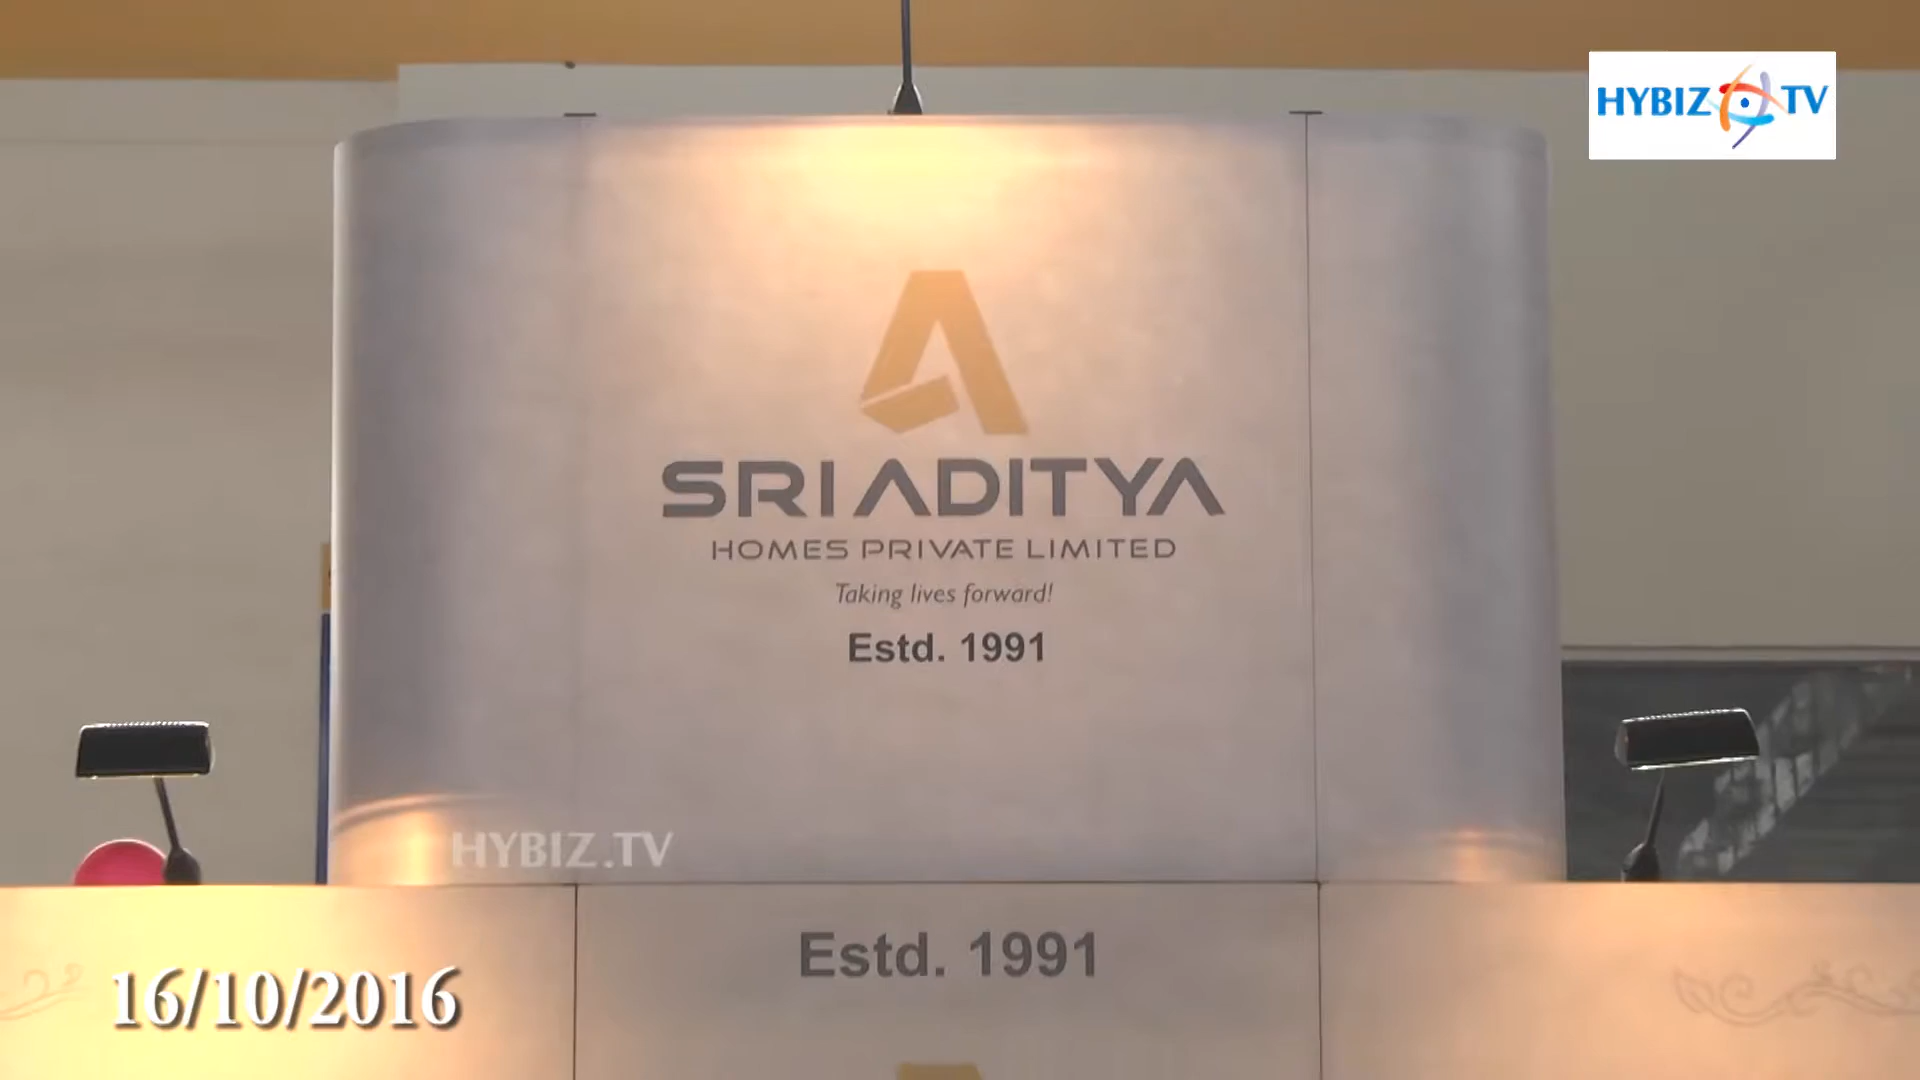 HYBIZ TV
SRI ADITYA
HOMES PRIVATE LIMITED
Taking lives forward!
Estd. 1991
HYBIZ.TV
Estd. 1991
16/10/2016